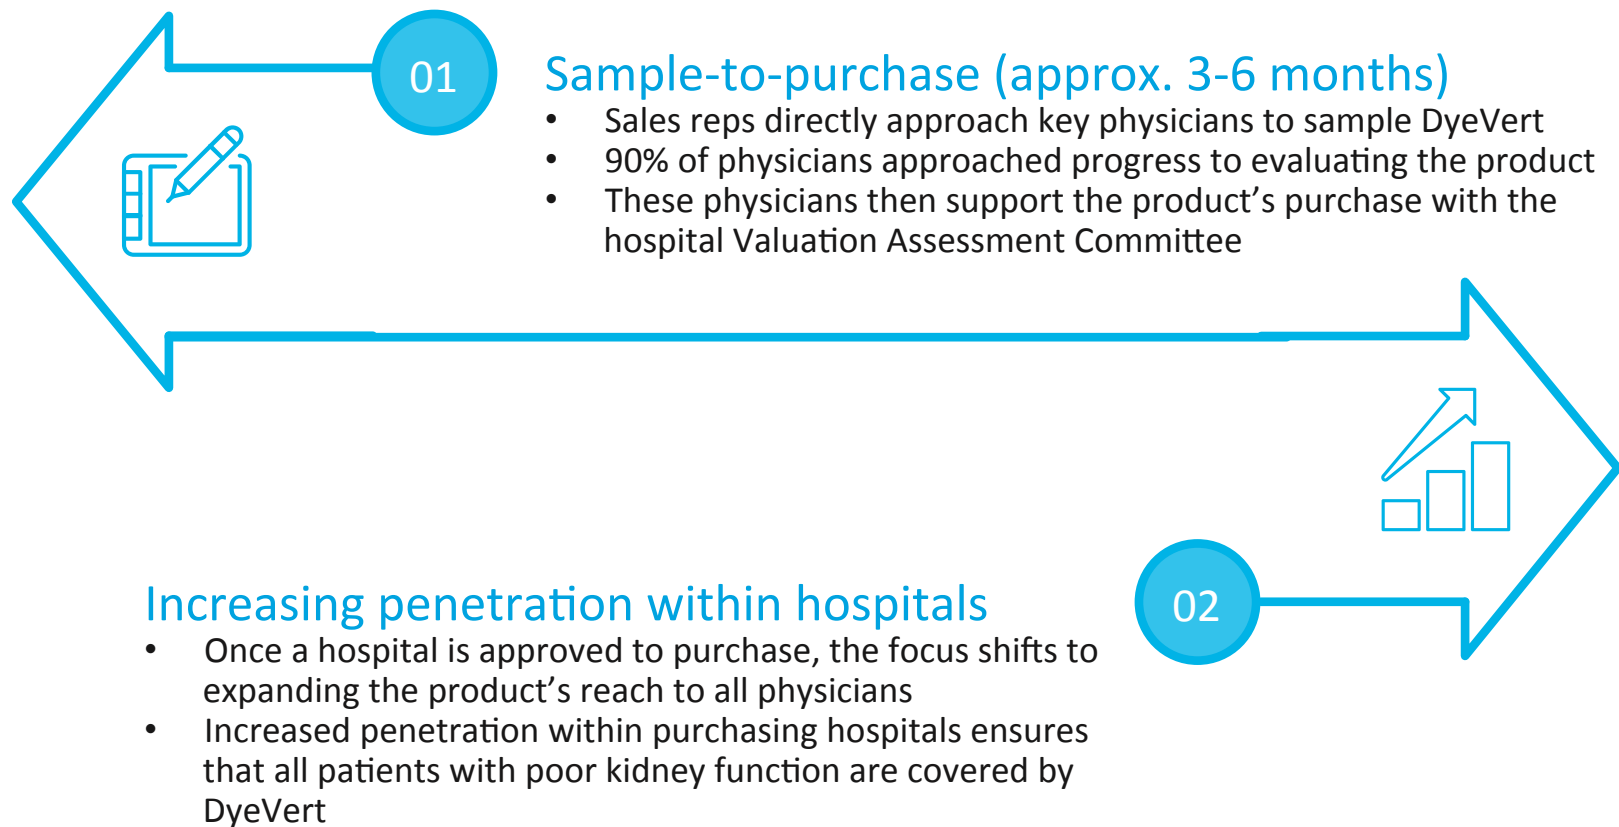 01
Sample-to-purchase (approx. 3-6 months)
• Sales reps directly approach key physicians to sample DyeVert
• 90% of physicians approached progress to evaluating the product
• These physicians then support the product’s purchase with the
hospital Valuation Assessment Committee
02
Increasing penetration within hospitals
• Once a hospital is approved to purchase, the focus shifts to
expanding the product’s reach to all physicians
• Increased penetration within purchasing hospitals ensures
that all patients with poor kidney function are covered by
DyeVert